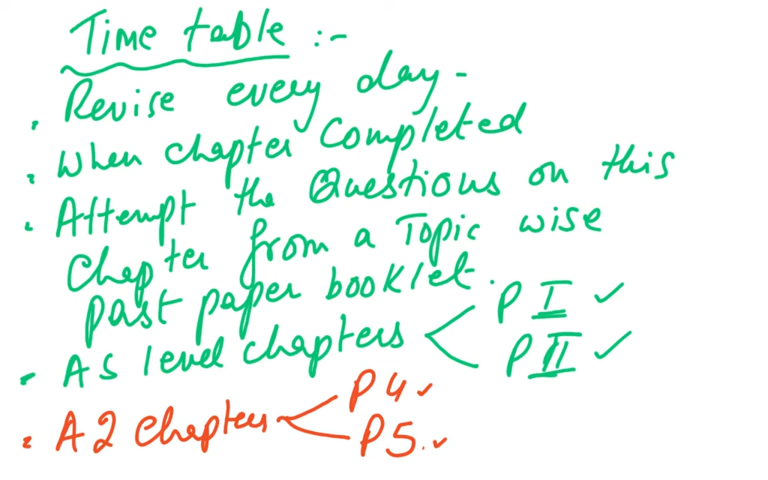 Time table :-
. Revise every day -
. When chapter Completed
. Attempt the Questions on this
chapter from a Topic wise
past paper booklet.
- AS level chapters < P I ✓
P II ✓
. A2 chapters < P4 ✓
P5. ✓